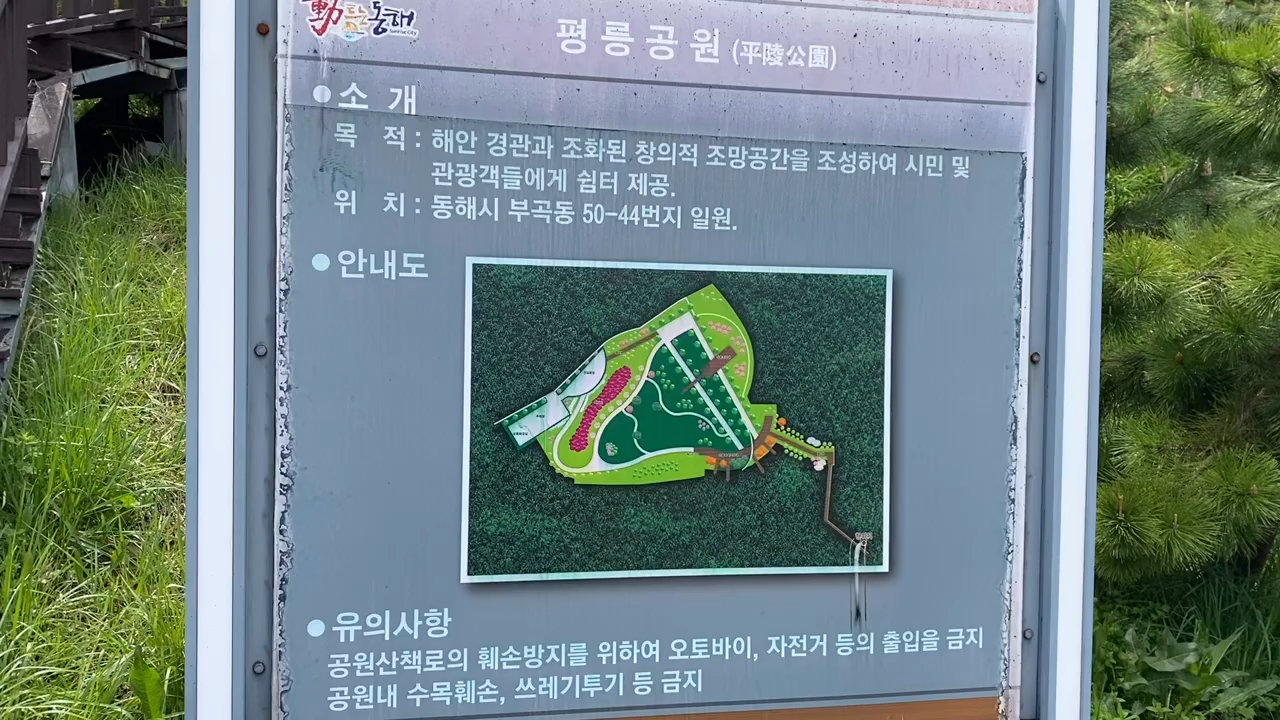 動트는동해
Sunrise City
평릉공원 (平陵公園)
● 소 개
목 적 : 해안 경관과 조화된 창의적 조망공간을 조성하여 시민 및
관광객들에게 쉼터 제공.
위 치 : 동해시 부곡동 50-44번지 일원.
● 안내도
● 유의사항
공원산책로의 훼손방지를 위하여 오토바이, 자전거 등의 출입을 금지
공원내 수목훼손, 쓰레기투기 등 금지